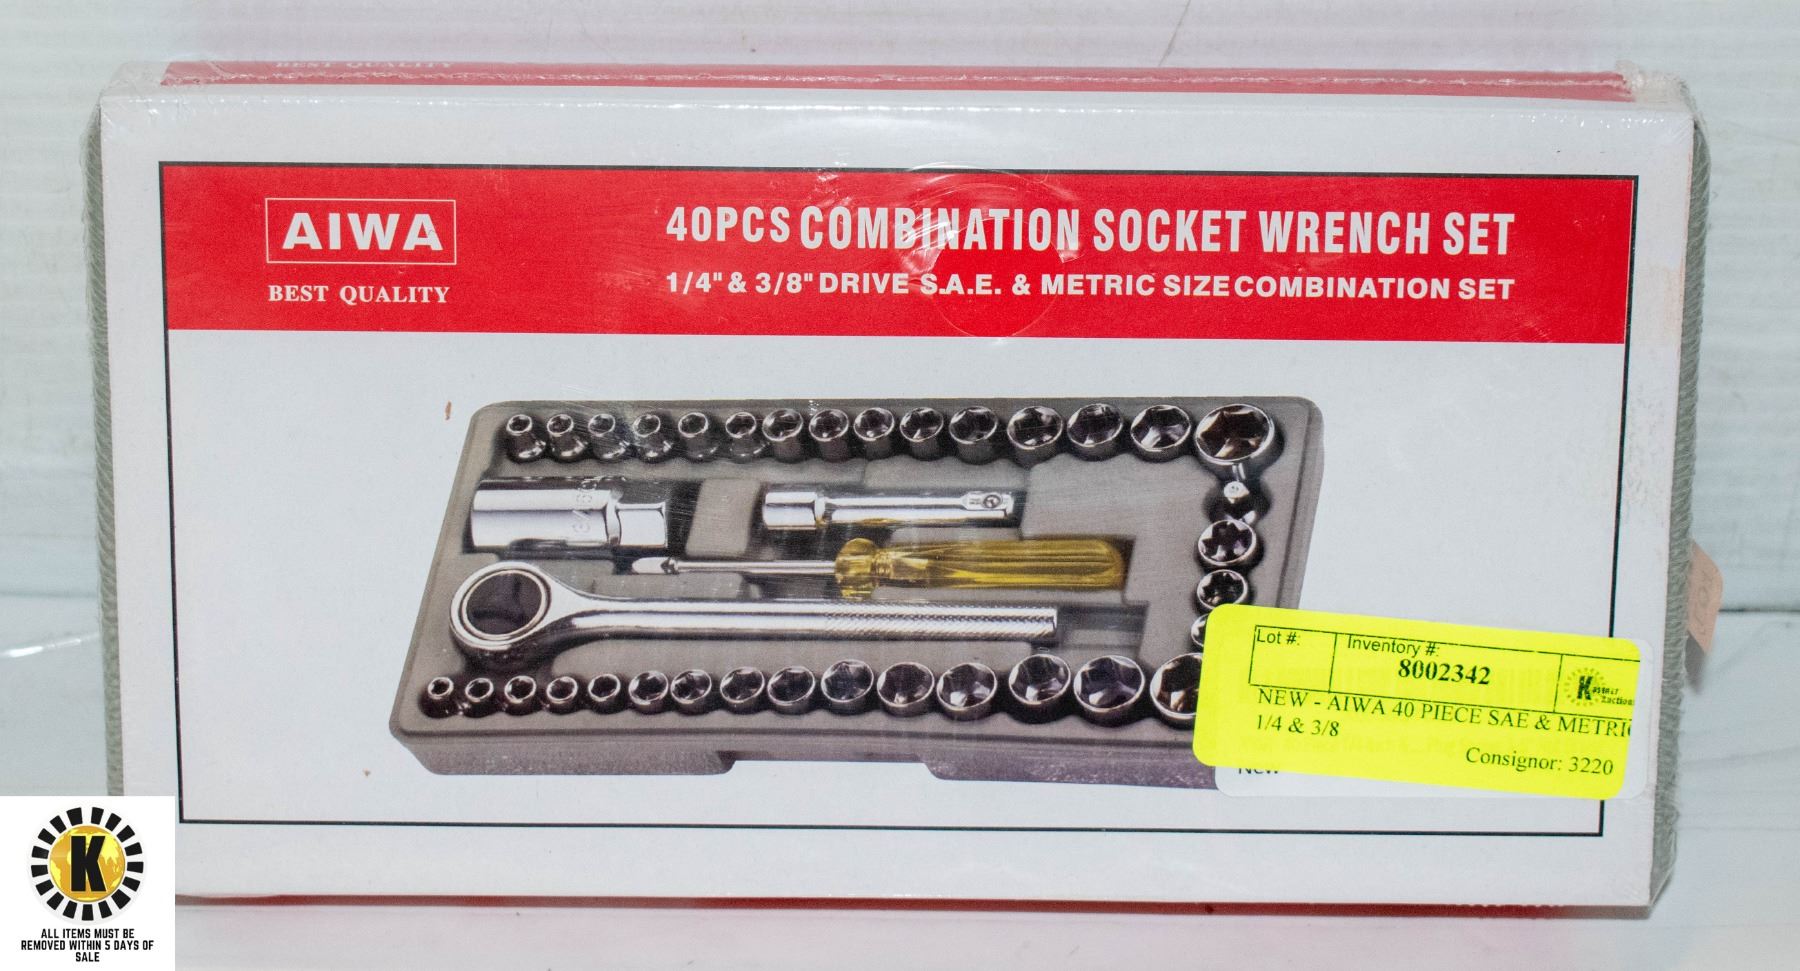 BEST QUALITY
AIWA
BEST QUALITY
40PCS COMBINATION SOCKET WRENCH SET
1/4" & 3/8" DRIVE S.A.E. & METRIC SIZE COMBINATION SET
Lot #:
Inventory #:
8002342
NEW - AIWA 40 PIECE SAE & METRI
1/4 & 3/8
Consignor: 3220
New
K
ALL ITEMS MUST BE
REMOVED WITHIN 5 DAYS OF
SALE